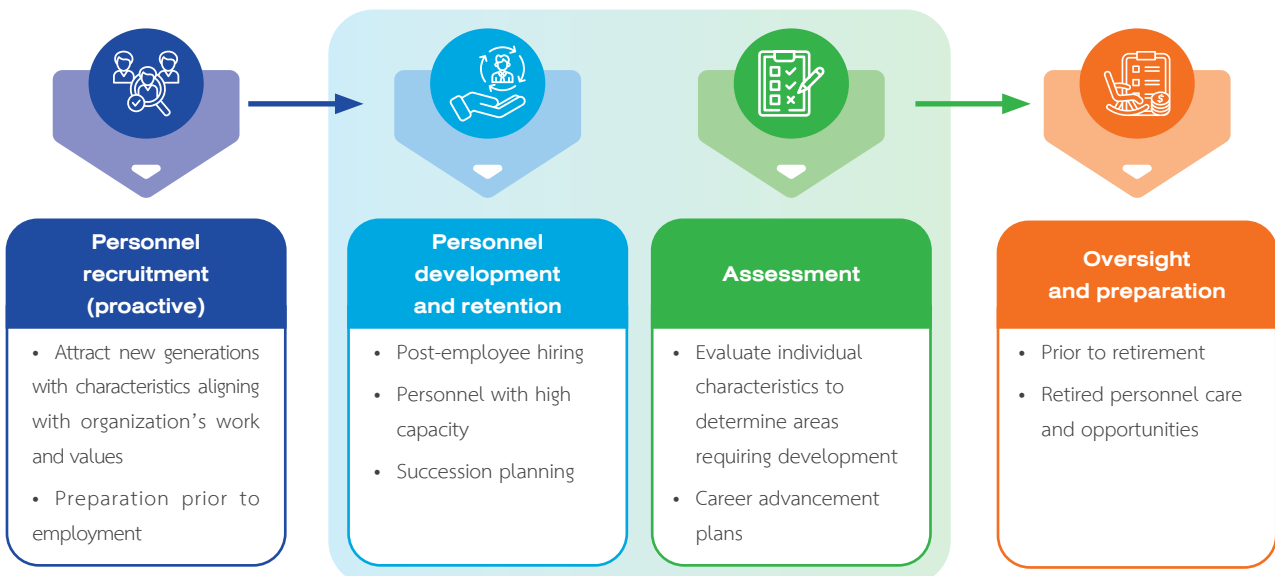 Personnel
recruitment
(proactive)
• Attract new generations
with characteristics aligning
with organization's work
and values
• Preparation prior to
employment
Personnel
development
and retention
• Post-employee hiring
• Personnel with high
capacity
• Succession planning
Assessment
• Evaluate individual
characteristics to
determine areas
requiring development
• Career advancement
plans
Oversight
and preparation
• Prior to retirement
• Retired personnel care
and opportunities